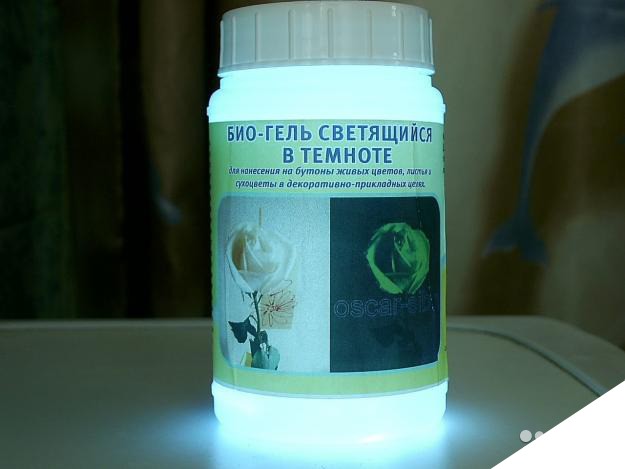 БИО-ГЕЛЬ СВЕТЯЩИЙСЯ
В ТЕМНОТЕ
для нанесения на бутоны живых цветов, листья и
сухоцветы в декоративно-прикладных целях.